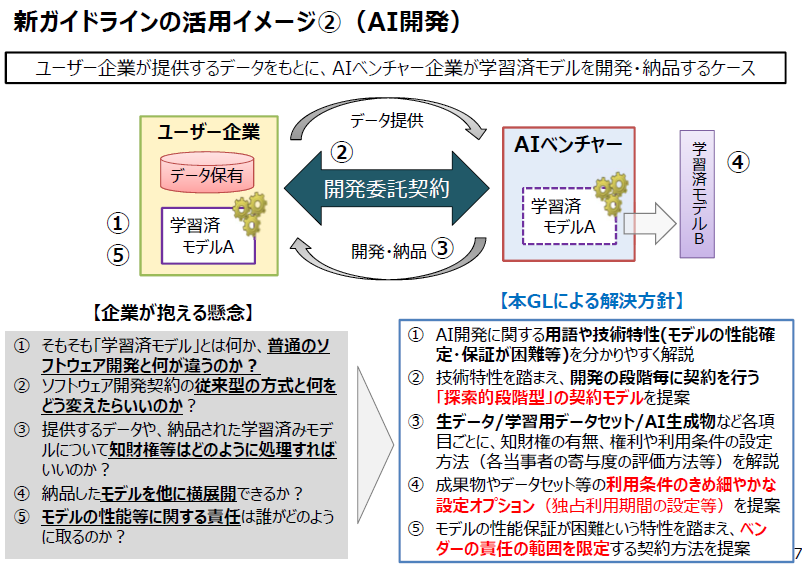 新ガイドラインの活用イメージ②（AI開発）
ユーザー企業が提供するデータをもとに、AIベンチャー企業が学習済モデルを開発・納品するケース
ユーザー企業
データ保有
学習済
モデルA
①
⑤
データ提供
②
開発委託契約
開発・納品
③
AIベンチャー
学習済
モデルA
学習済モデルB
④
【企業が抱える懸念】
① そもそも「学習済モデル」とは何か、普通のソ
フトウェア開発と何が違うのか？
② ソフトウェア開発契約の従来型の方式と何を
どう変えたらいいのか？
③ 提供するデータや、納品された学習済みモデ
ルについて知財権等はどのように処理すれば
いいのか？
④ 納品したモデルを他に横展開できるか？
⑤ モデルの性能等に関する責任は誰がどのよう
に取るのか？
【本GLによる解決方針】
① AI開発に関する用語や技術特性(モデルの性能確
定・保証が困難等)を分かりやすく解説
② 技術特性を踏まえ、開発の段階毎に契約を行う
「探索的段階型」の契約モデルを提案
③ 生データ/学習用データセット/AI生成物など各項
目ごとに、知財権の有無、権利や利用条件の設定
方法（各当事者の寄与度の評価方法等）を解説
④ 成果物やデータセット等の利用条件のきめ細やかな
設定オプション（独占利用期間の設定等）を提案
⑤ モデルの性能保証が困難という特性を踏まえ、ベン
ダーの責任の範囲を限定する契約方法を提案
7